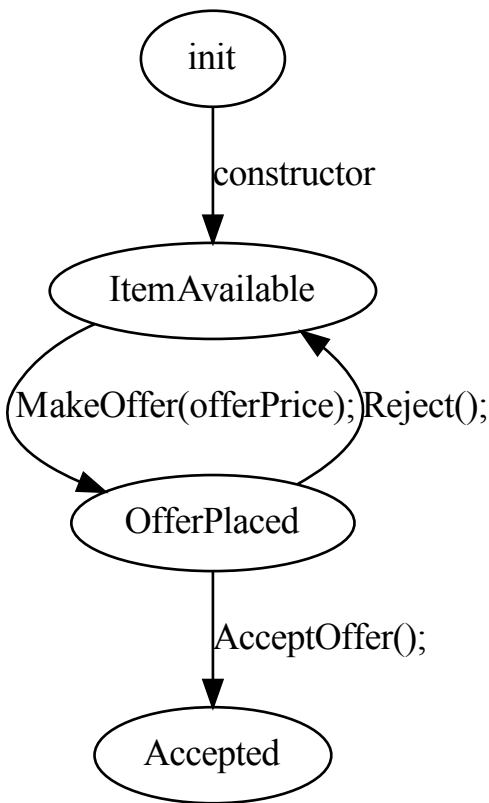 init
constructor
ItemAvailable
MakeOffer(offerPrice); Reject();
OfferPlaced
AcceptOffer();
Accepted